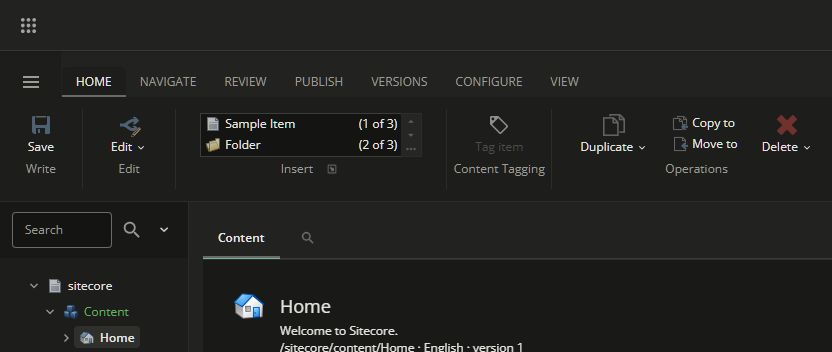 HOME NAVIGATE REVIEW PUBLISH VERSIONS CONFIGURE VIEW
Sample Item (1 of 3)
Copy to
Save Edit Folder (2 of 3) Tag item Duplicate Move to Delete
Write Edit Insert Content Tagging Operations
Search
Content
sitecore
Content
Home
Home
Welcome to Sitecore.
/sitecore/content/Home · English · version 1